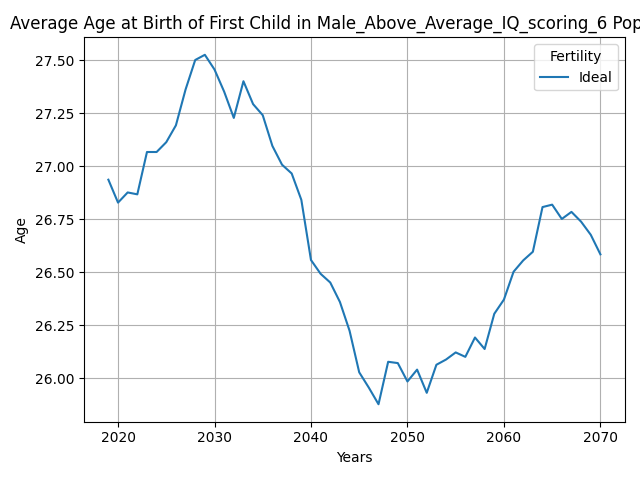 Average Age at Birth of First Child in Male_Above_Average_IQ_scoring_6 Pop
Fertility
Ideal
27.50
27.25
27.00
26.75
26.50
26.25
26.00
Age
2020 2030 2040 2050 2060 2070
Years